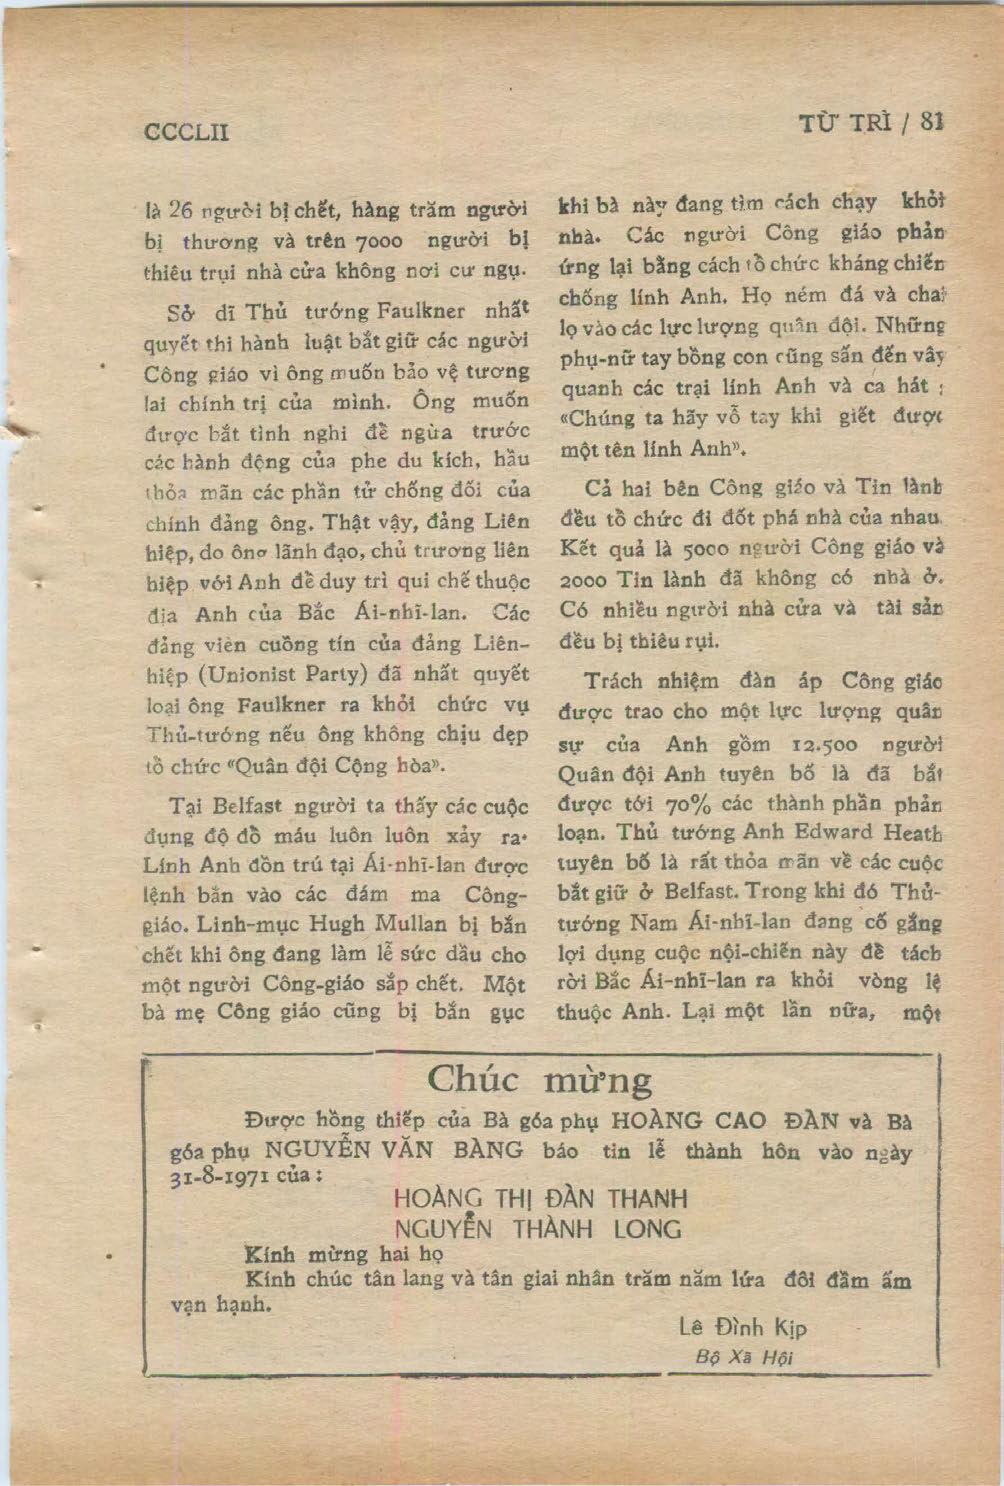 CCCLII
TỪ TRÌ / 81
là 26 người bị chết, hàng trăm người
bị thương và trên 7000 người bị
thiêu trụi nhà cửa không nơi cư ngụ.
Sở dĩ Thủ tướng Faulkner nhất
quyết thi hành luật bắt giữ các người
Công giáo vì ông muốn bảo vệ tương
lai chính trị của mình. Ông muốn
được bắt tình nghi để ngừa trước
các hành động của phe du kích, hầu
thỏa mãn các phần tử chống đối của
chính đảng ông. Thật vậy, đảng Liên
hiệp, do ông lãnh đạo, chủ trương liên
hiệp với Anh để duy trì qui chế thuộc
địa Anh của Bắc Ái-nhĩ-lan. Các
đảng viên cuồng tín của đảng Liên-
hiệp (Unionist Party) đã nhất quyết
loại ông Faulkner ra khỏi chức vụ
Thủ-tướng nếu ông không chịu dẹp
tổ chức «Quân đội Cộng hòa».
Tại Belfast người ta thấy các cuộc
đụng độ đổ máu luôn luôn xảy ra.
Lính Anh đồn trú tại Ái-nhĩ-lan được
lệnh bắn vào các đám ma Công-
giáo. Linh-mục Hugh Mullan bị bắn
chết khi ông đang làm lễ sức dầu cho
một người Công-giáo sắp chết. Một
bà mẹ Công giáo cũng bị bắn gục
khi bà này đang tìm cách chạy khỏi
nhà. Các người Công giáo phản
ứng lại bằng cách tổ chức kháng chiến
chống lính Anh. Họ ném đá và chai
lọ vào các lực lượng quân đội. Những
phụ-nữ tay bồng con cũng sấn đến vây
quanh các trại lính Anh và ca hát ;
«Chúng ta hãy vỗ tay khi giết được
một tên lính Anh».
Cả hai bên Công giáo và Tin lành
đều tổ chức đi đốt phá nhà của nhau.
Kết quả là 5000 người Công giáo và
2000 Tin lành đã không có nhà ở.
Có nhiều người nhà cửa và tài sản
đều bị thiêu rụi.
Trách nhiệm đàn áp Công giáo
được trao cho một lực lượng quân
sự của Anh gồm 12.500 người
Quân đội Anh tuyên bố là đã bắt
được tới 70% các thành phần phản
loạn. Thủ tướng Anh Edward Heath
tuyên bố là rất thỏa mãn về các cuộc
bắt giữ ở Belfast. Trong khi đó Thủ-
tướng Nam Ái-nhĩ-lan đang cố gắng
lợi dụng cuộc nội-chiến này để tách
rời Bắc Ái-nhĩ-lan ra khỏi vòng lệ
thuộc Anh. Lại một lần nữa, một
Chúc mừng
Được hồng thiếp của Bà góa phụ HOÀNG CAO ĐÀN và Bà
góa phụ NGUYỄN VĂN BÀNG báo tin lễ thành hôn vào ngày
31-8-1971 của :
HOÀNG THỊ ĐÀN THANH
NGUYỄN THÀNH LONG
Kính mừng hai họ
Kính chúc tân lang và tân giai nhân trăm năm lứa đôi đầm ấm
vạn hạnh.
Lê Đình Kịp
Bộ Xã Hội